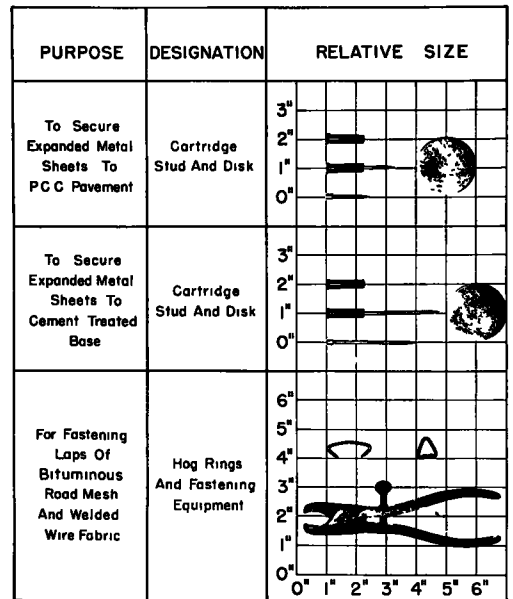 PURPOSE
DESIGNATION
RELATIVE SIZE
To Secure
Expanded Metal
Sheets To
PCC Pavement
Cartridge
Stud And Disk
3"
2"
1"
0"
To Secure
Expanded Metal
Sheets To
Cement Treated
Base
Cartridge
Stud And Disk
3"
2"
1"
0"
For Fastening
Laps Of
Bituminous
Road Mesh
And Welded
Wire Fabric
Hog Rings
And Fastening
Equipment
6"
5"
4"
3"
2"
1"
0"
0" 1" 2" 3" 4" 5" 6"